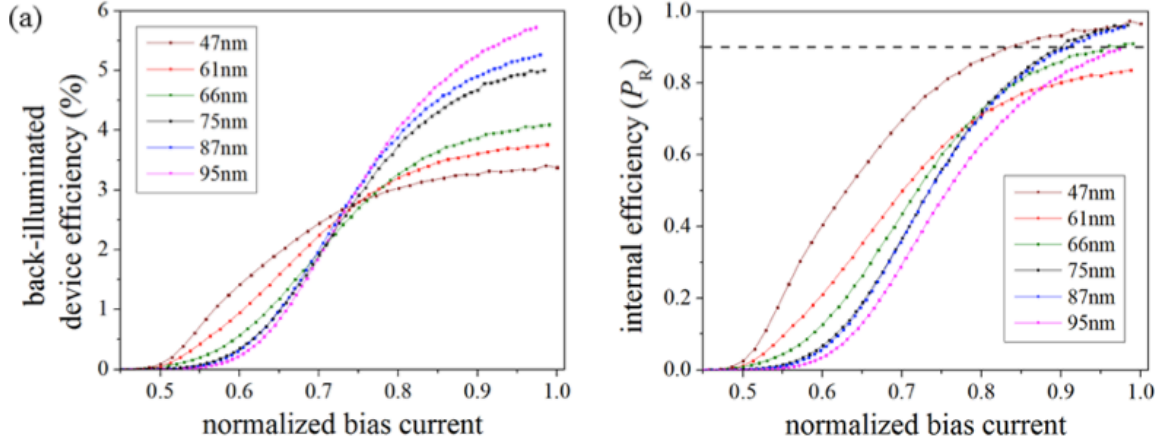 (a)
6
5
4
3
2
1
0
0.5 0.6 0.7 0.8 0.9 1.0
back-illuminated
device efficiency (%)
normalized bias current
47nm
61nm
66nm
75nm
87nm
95nm
(b)
1.0
0.8
0.6
0.4
0.2
0.0
0.5 0.6 0.7 0.8 0.9 1.0
internal efficiency (PR)
normalized bias current
47nm
61nm
66nm
75nm
87nm
95nm